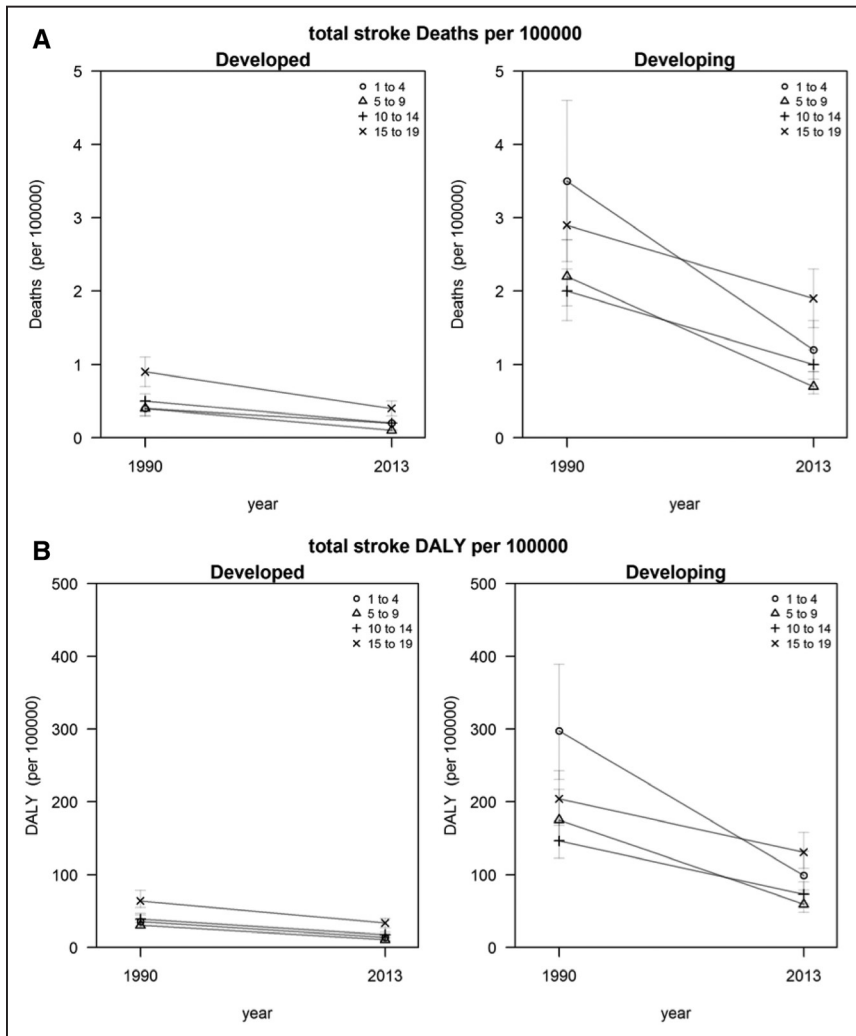 A
total stroke Deaths per 100000
Developed
5
4
3
2
1
0
Deaths (per 100000)
1 to 4
5 to 9
10 to 14
15 to 19
1990
2013
year
Developing
5
4
3
2
1
0
Deaths (per 100000)
1 to 4
5 to 9
10 to 14
15 to 19
1990
2013
year
B
total stroke DALY per 100000
Developed
500
400
300
200
100
0
DALY (per 100000)
1 to 4
5 to 9
10 to 14
15 to 19
1990
2013
year
Developing
500
400
300
200
100
0
DALY (per 100000)
1 to 4
5 to 9
10 to 14
15 to 19
1990
2013
year